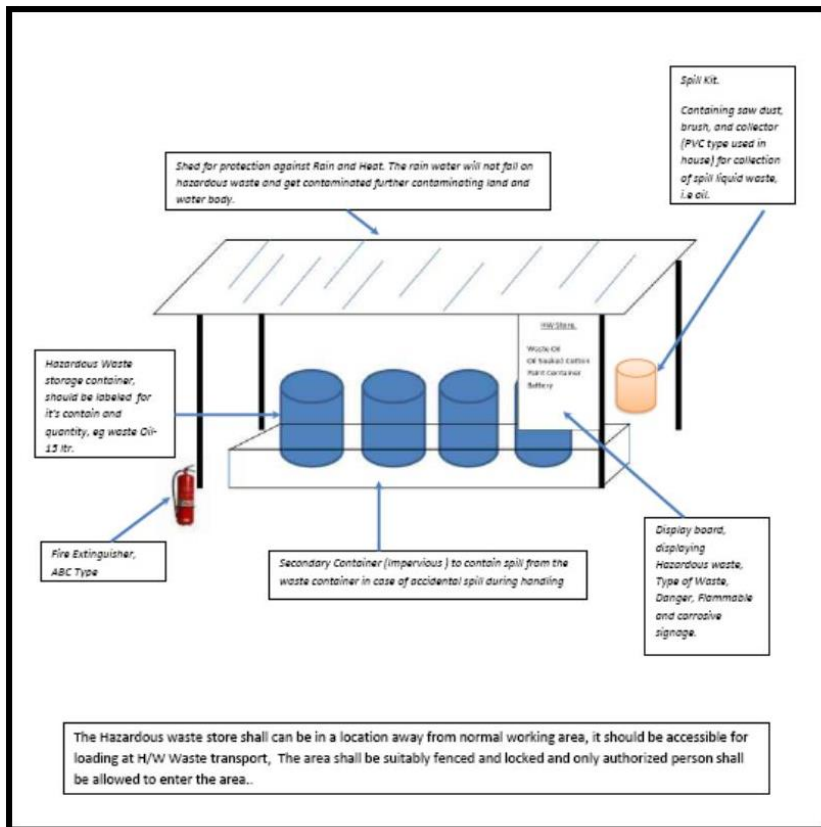 Spill Kit.
Containing saw dust,
brush, and collector
(PVC type used in
house) for collection
of spill liquid waste,
i.e oil.
Shed for protection against Rain and Heat. The rain water will not fall on
hazardous waste and get contaminated further contaminating land and
water body.
HW Store.
Waste Oil
Oil Soaked Cotton
Paint Container
Battery
Hazardous Waste
storage container,
should be labeled for
it's contain and
quantity, eg waste Oil-
15 ltr.
Fire Extinguisher,
ABC Type
Secondary Container (Impervious ) to contain spill from the
waste container in case of accidental spill during handling
Display board,
displaying
Hazardous waste,
Type of Waste,
Danger, Flammable
and corrosive
signage.
The Hazardous waste store shall can be in a location away from normal working area, it should be accessible for
loading at H/W Waste transport, The area shall be suitably fenced and locked and only authorized person shall
be allowed to enter the area..